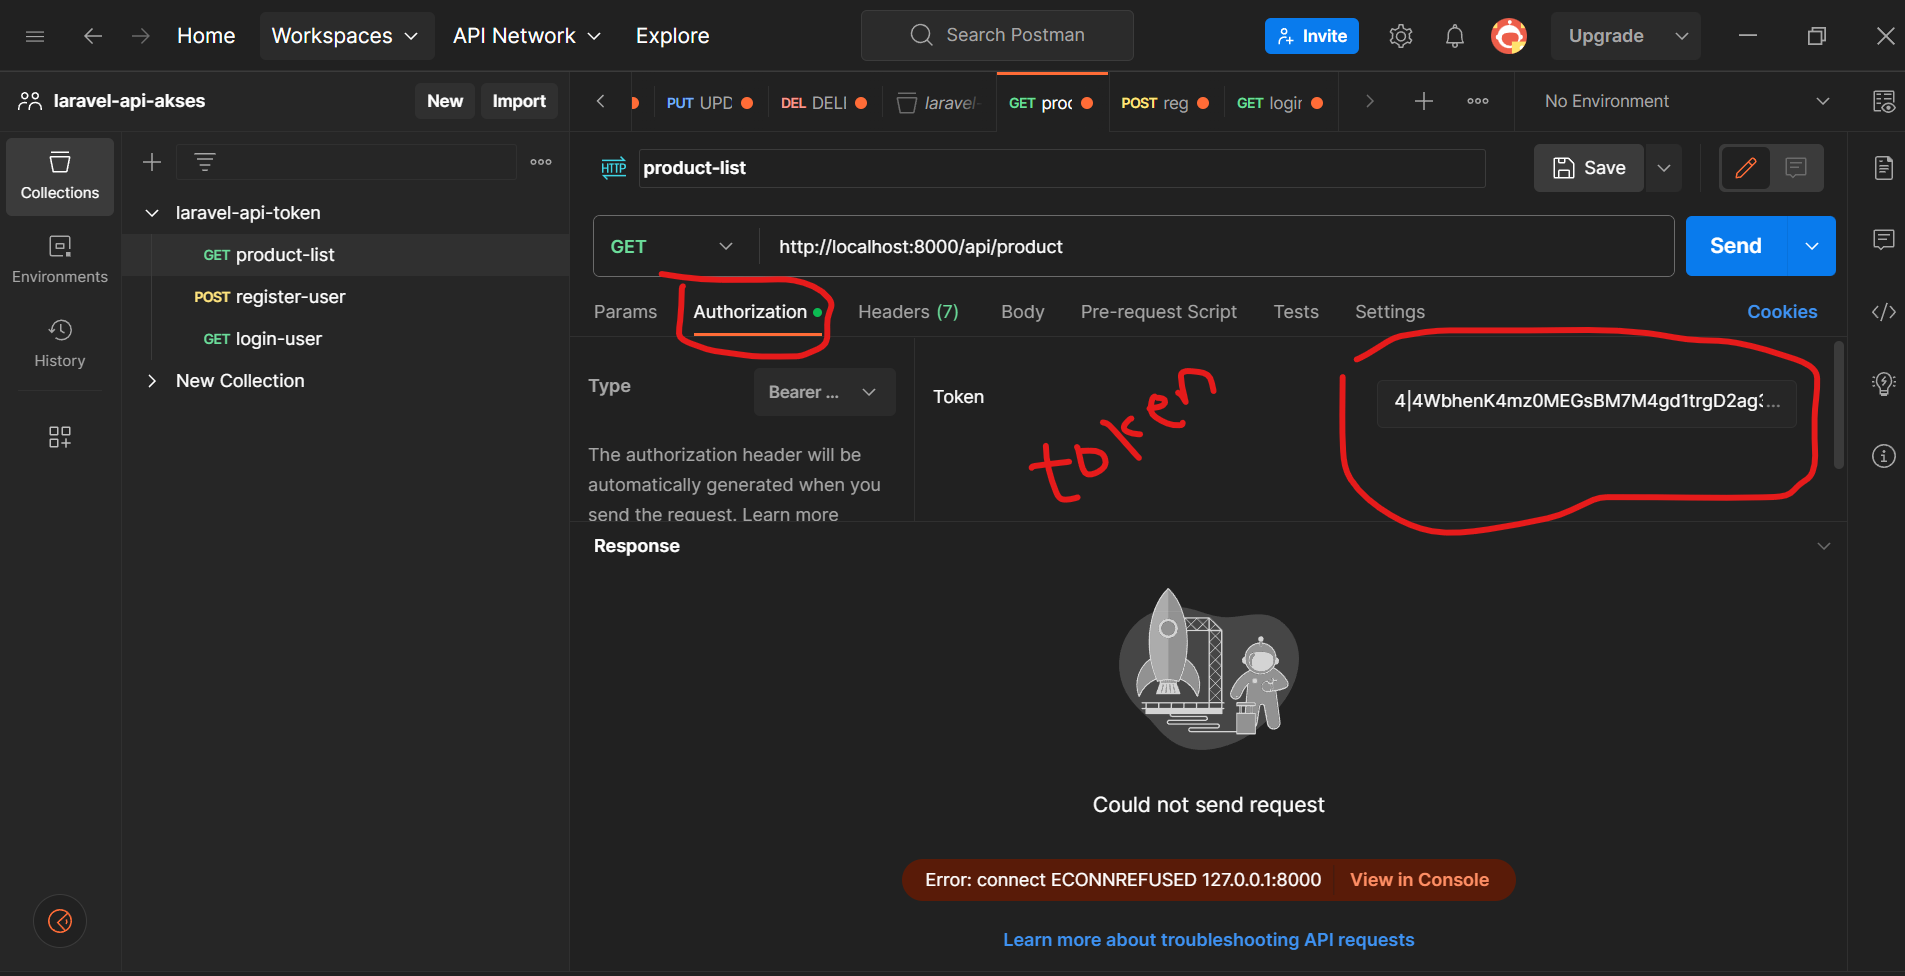 Home
Workspaces
API Network
Explore
Search Postman
Invite
Upgrade
laravel-api-akses
New
Import
PUT UPD
DEL DELI
laravel-
GET proc
POST reg
GET login
No Environment
Collections
Environments
History
laravel-api-token
GET product-list
POST register-user
GET login-user
New Collection
HTTP
product-list
Save
GET
http://localhost:8000/api/product
Send
Params
Authorization
Headers (7)
Body
Pre-request Script
Tests
Settings
Cookies
Type
Bearer ...
The authorization header will be
automatically generated when you
send the request. Learn more
Token
token
4|4WbhenK4mz0MEGsBM7M4gd1trgD2ag...
Response
Could not send request
Error: connect ECONNREFUSED 127.0.0.1:8000
View in Console
Learn more about troubleshooting API requests